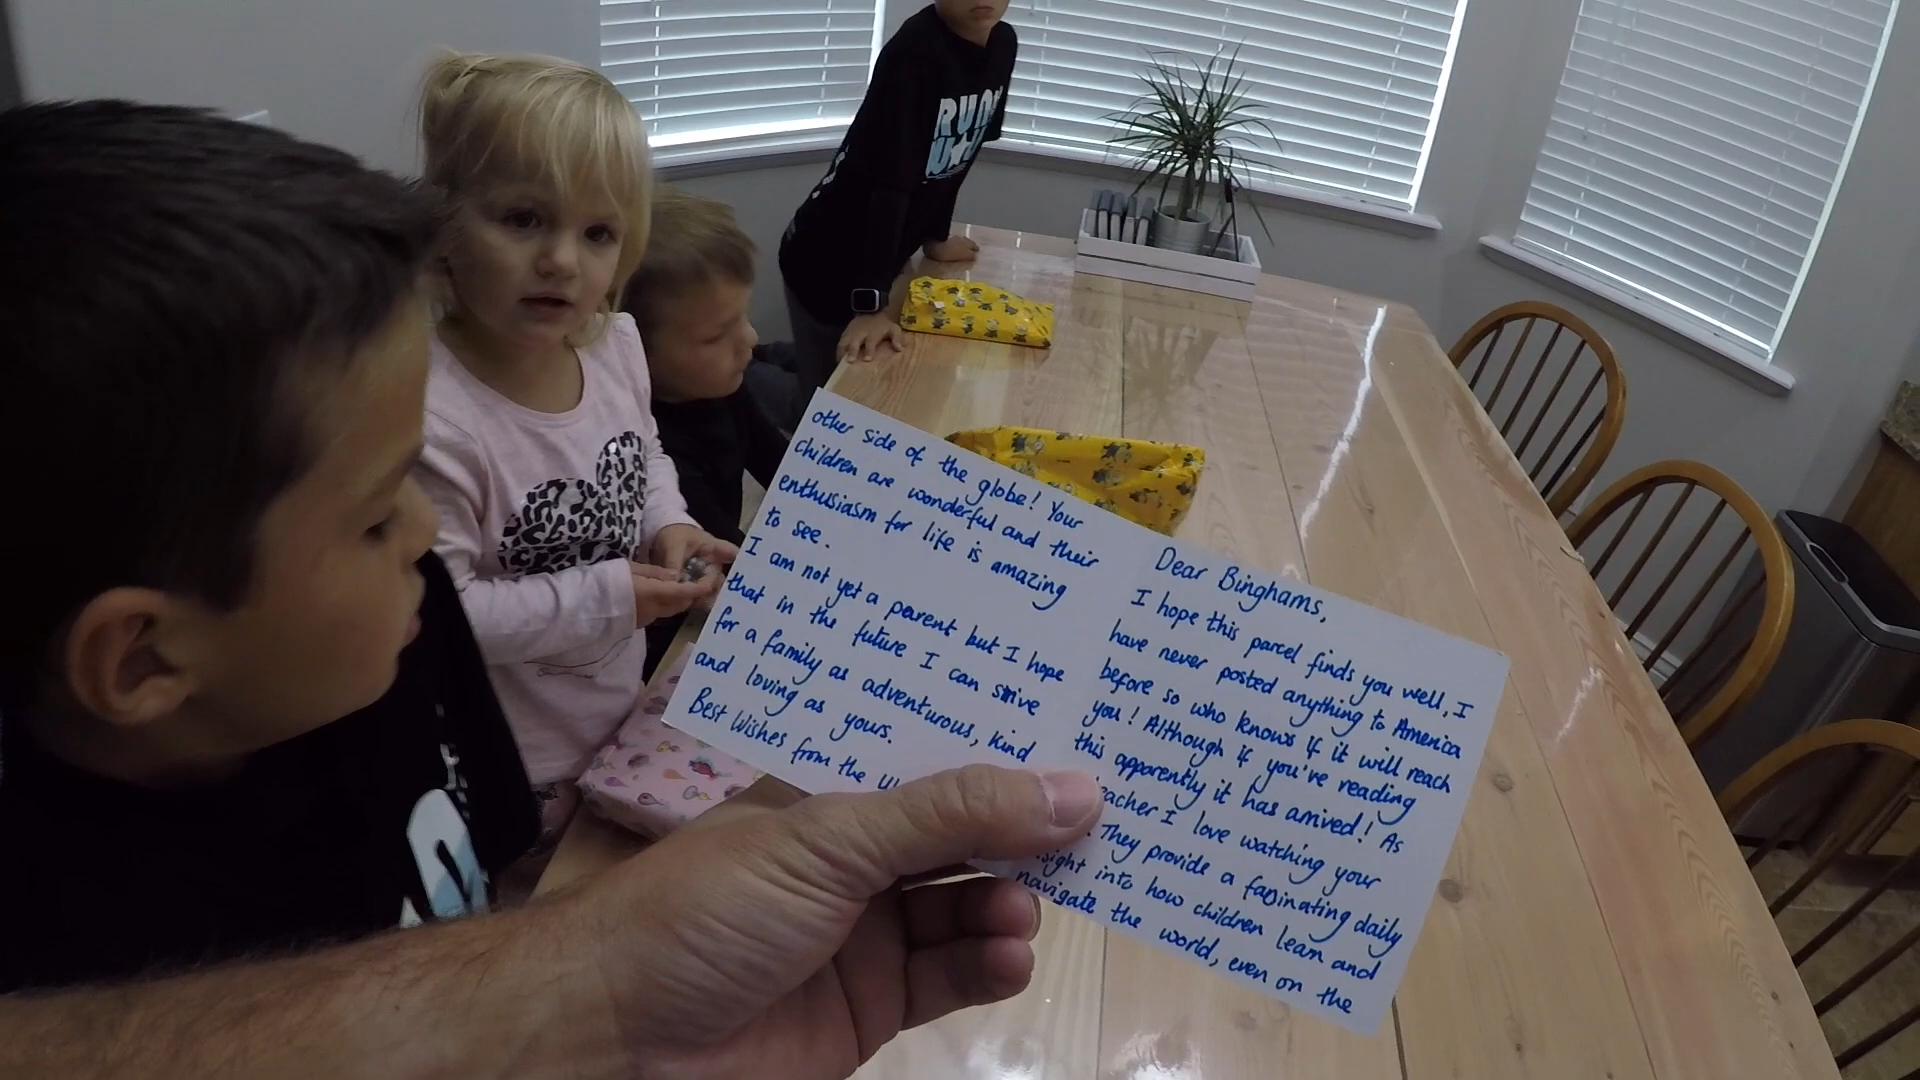 other side of the globe! Your
children are wonderful and their
enthusiasm for life is amazing
to see.
I am not yet a parent but I hope
that in the future I can strive
for a family as adventurous, kind
and loving as yours.
Best Wishes from the
Dear Binghams,
I hope this parcel finds you well, I
have never posted anything to America
before so who knows if it will reach
you! Although if you've reading
this apparently it has arrived! As
I love watching your
They provide a fascinating daily
into how children learn and
navigate the world, even on the